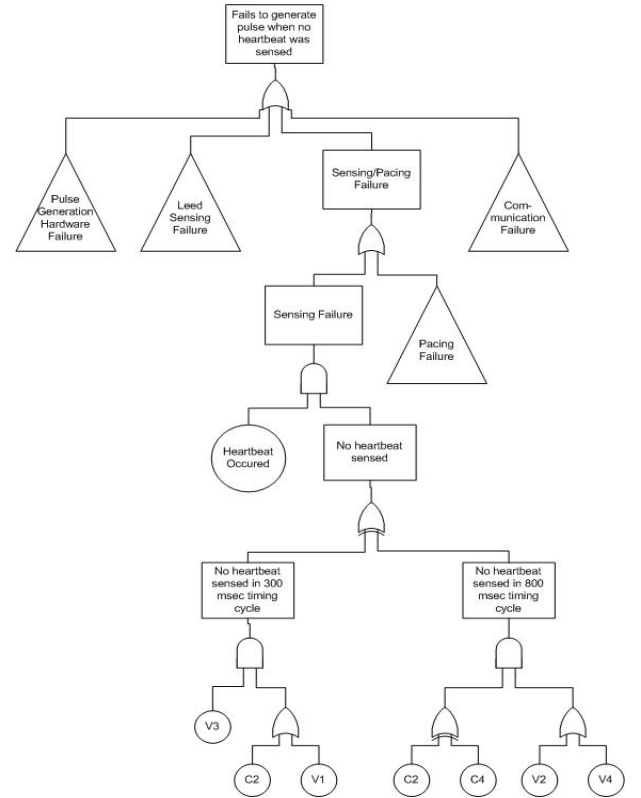 Fails to generate
pulse when no
heartbeat was
sensed
Pulse
Generation
Hardware
Failure
Leed
Sensing
Failure
Sensing/Pacing
Failure
Com-
munication
Failure
Sensing Failure
Pacing
Failure
Heartbeat
Occured
No heartbeat
sensed
No heartbeat
sensed in 300
msec timing
cycle
No heartbeat
sensed in 800
msec timing
cycle
V3
C2
V1
C2
C4
V2
V4